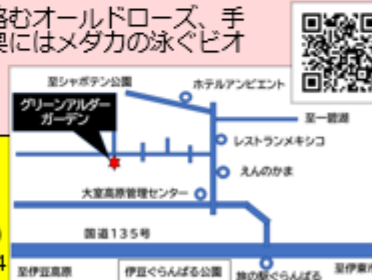 絡むオールドローズ、手
奥にはメダカの泳ぐビオ
至シャボテン公園
ホテルアンビエント
グリーンアルダー
ガーデン
至一碧湖
レストランメキシコ
えんのかま
大室高原管理センター
国道135号
4
至伊豆高原
伊豆ぐらんぱる公園
旅の駅ぐらんぱる
至伊東